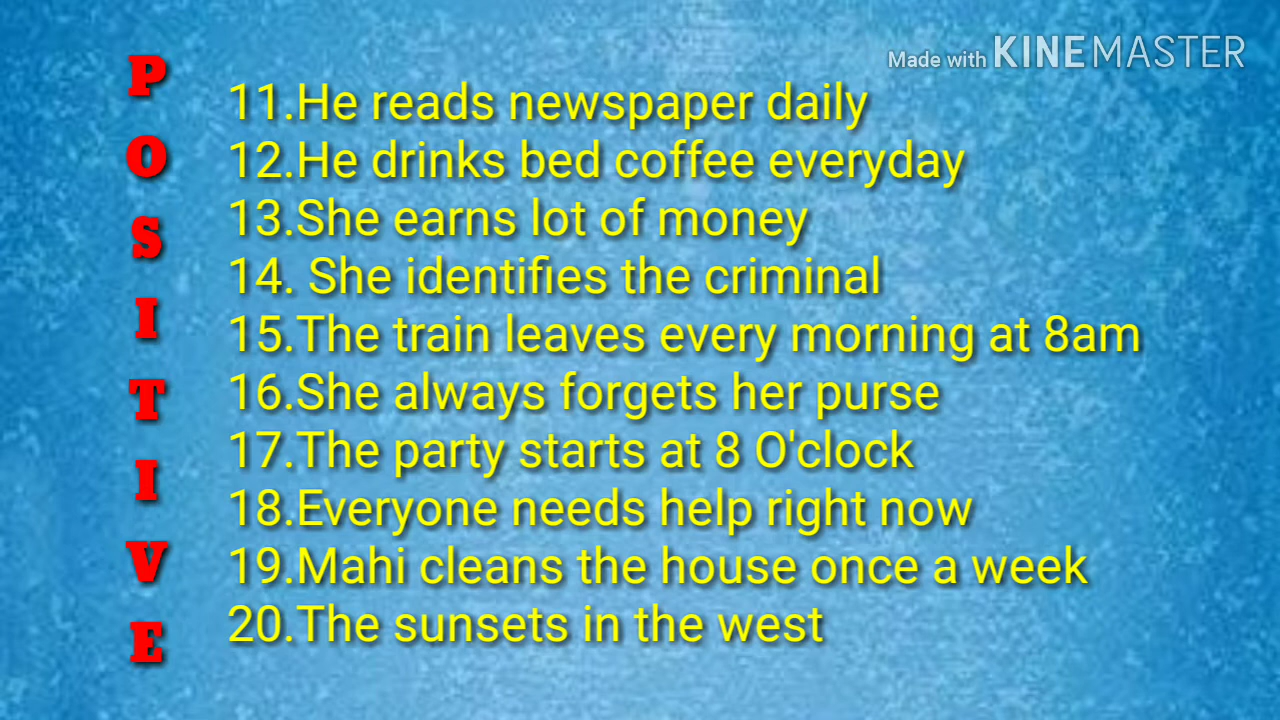 Made with KINEMASTER
POSITIVE
11.He reads newspaper daily
12.He drinks bed coffee everyday
13.She earns lot of money
14. She identifies the criminal
15.The train leaves every morning at 8am
16.She always forgets her purse
17.The party starts at 8 O'clock
18.Everyone needs help right now
19.Mahi cleans the house once a week
20.The sunsets in the west